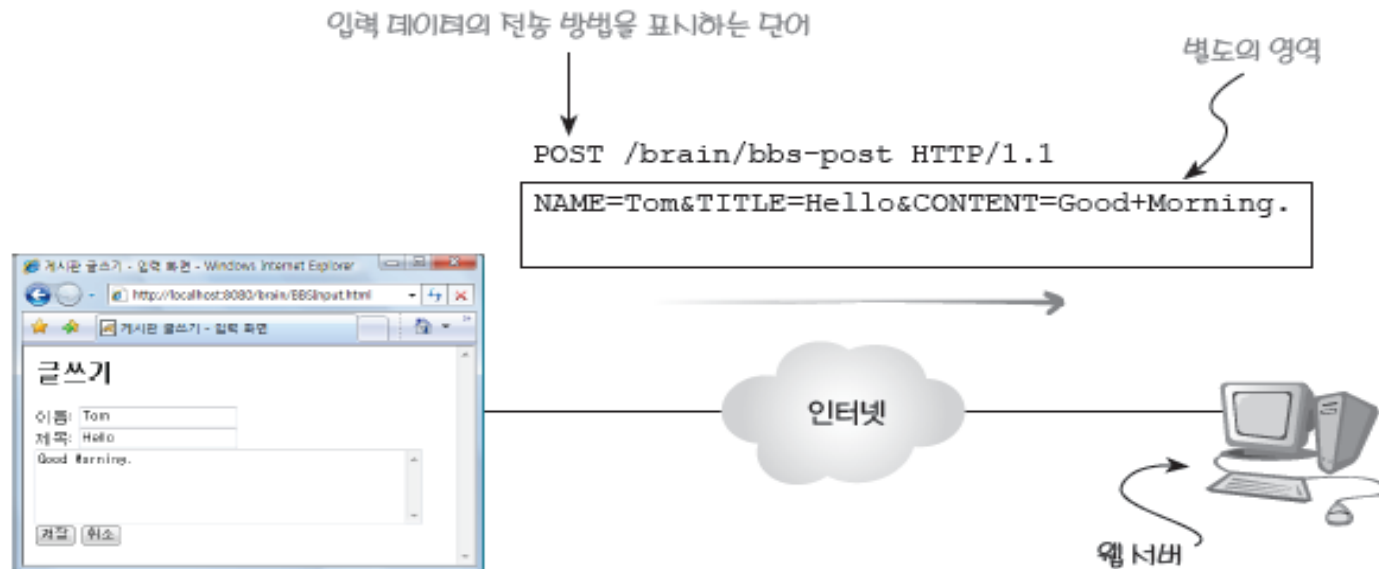 입력 데이터의 전송 방법을 표시하는 단어
별도의 영역
POST /brain/bbs-post HTTP/1.1
NAME=Tom&TITLE=Hello&CONTENT=Good+Morning.
게시판 글쓰기 - 입력 화면 - Windows Internet Explorer
http://localhost:8080/brain/BBSInput.html
게시판 글쓰기 - 입력 화면
글쓰기
이름: Tom
제목: Hello
Good Morning.
저장 취소
인터넷
웹 서버